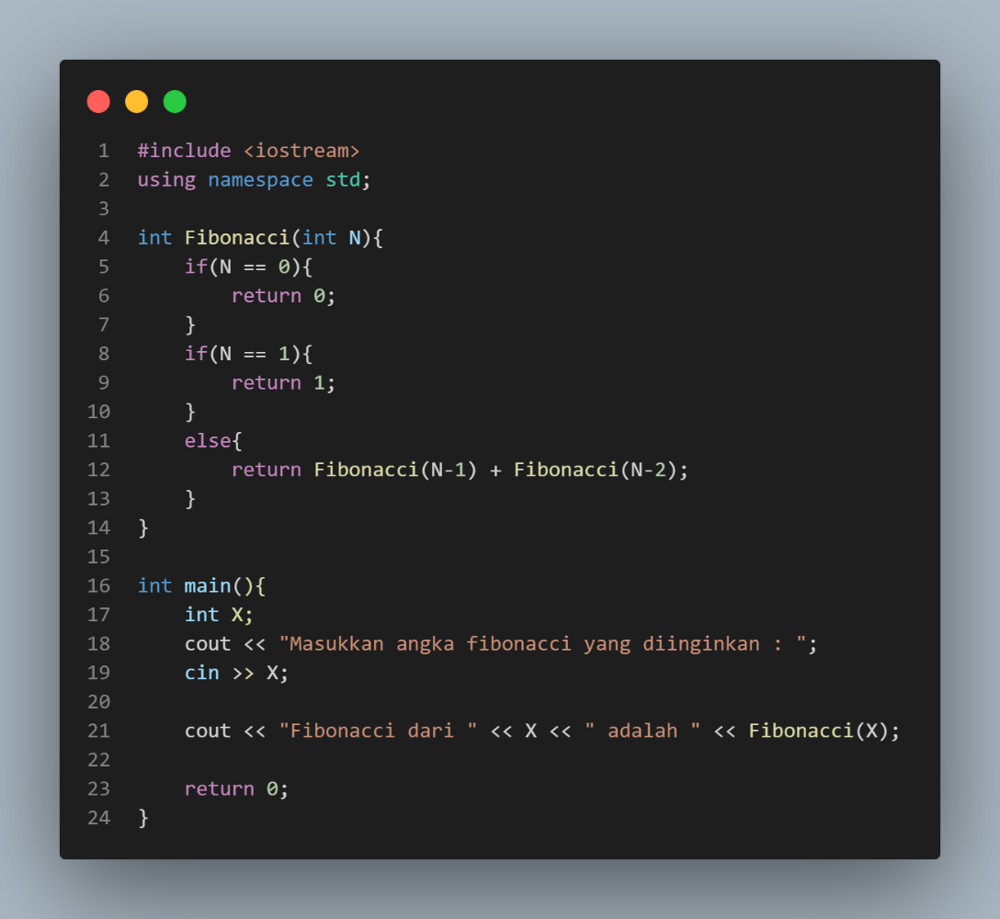 1 #include <iostream>
2 using namespace std;
3
4 int Fibonacci(int N){
5     if(N == 0){
6         return 0;
7     }
8     if(N == 1){
9         return 1;
10     }
11     else{
12         return Fibonacci(N-1) + Fibonacci(N-2);
13     }
14 }
15
16 int main(){
17     int X;
18     cout << "Masukkan angka fibonacci yang diinginkan : ";
19     cin >> X;
20
21     cout << "Fibonacci dari " << X << " adalah " << Fibonacci(X);
22
23     return 0;
24 }